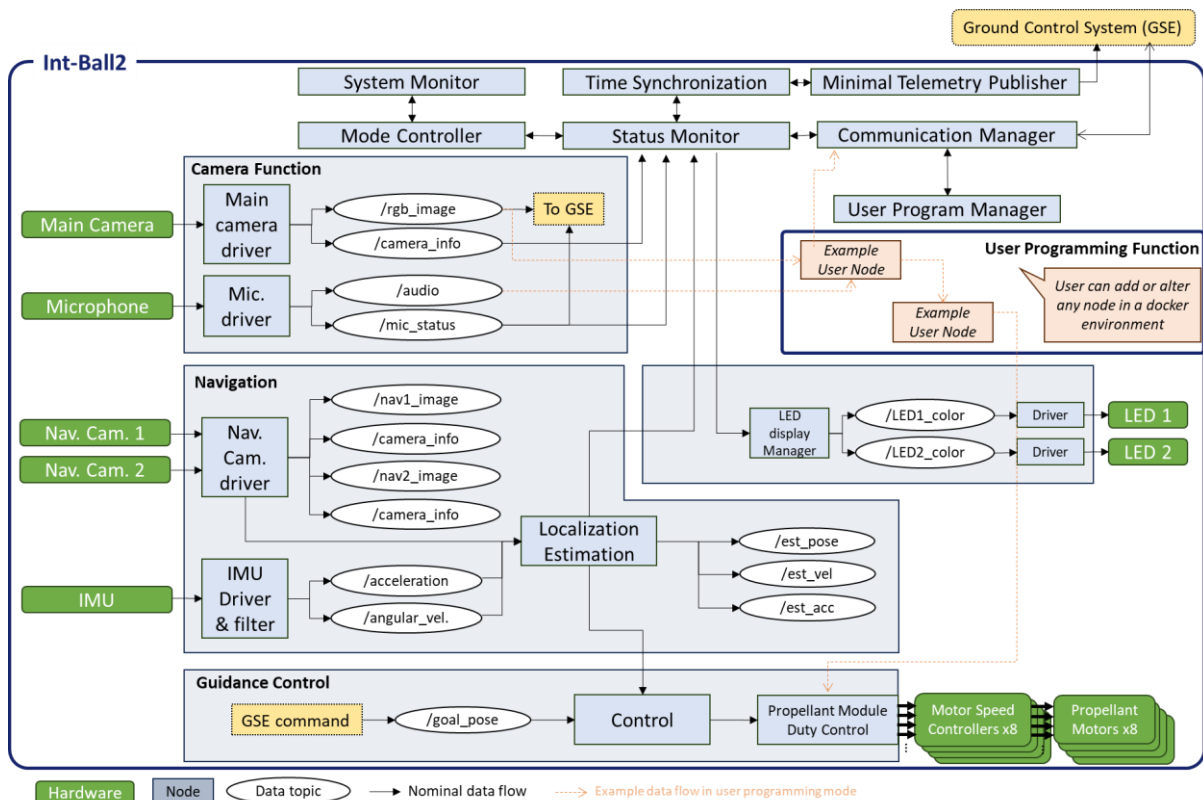 Ground Control System (GSE)
Int-Ball2
System Monitor
Time Synchronization
Minimal Telemetry Publisher
Mode Controller
Status Monitor
Communication Manager
User Program Manager
Camera Function
Main Camera
Main
camera
driver
/rgb_image
/camera_info
To GSE
Microphone
Mic.
driver
/audio
/mic_status
User Programming Function
Example
User Node
Example
User Node
User can add or alter
any node in a docker
environment
Navigation
Nav. Cam. 1
Nav. Cam. 2
Nav.
Cam.
driver
/nav1_image
/camera_info
/nav2_image
/camera_info
IMU
IMU
Driver
& filter
/acceleration
/angular_vel.
Localization
Estimation
/est_pose
/est_vel
/est_acc
LED
display
Manager
/LED1_color
/LED2_color
Driver
Driver
LED 1
LED 2
Guidance Control
GSE command
/goal_pose
Control
Propellant Module
Duty Control
Motor Speed
Controllers x8
Propellant
Motors x8
Hardware
Node
Data topic
Nominal data flow
Example data flow in user programming mode